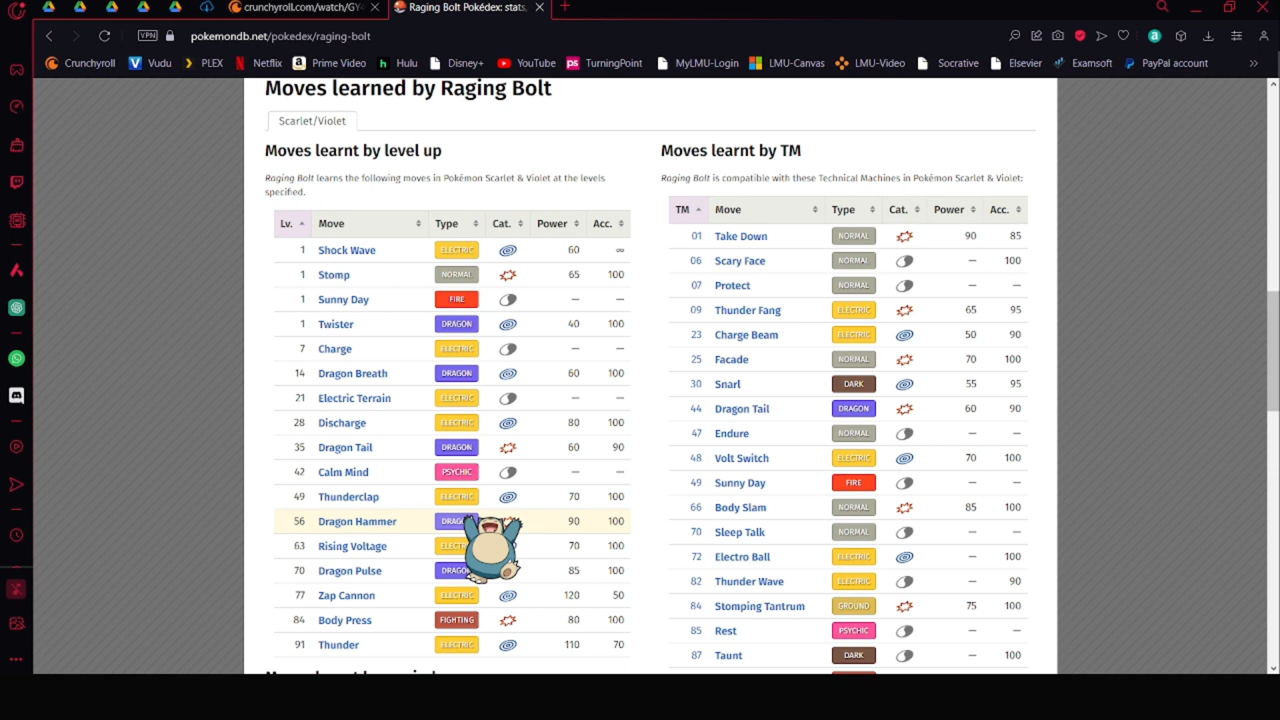 crunchyroll.com/watch/GY
Raging Bolt Pokédex: stats,
VPN pokemondb.net/pokedex/raging-bolt
Crunchyroll Vudu PLEX Netflix Prime Video Hulu Disney+ YouTube TurningPoint MyLMU-Login LMU-Canvas LMU-Video Socrative Elsevier Examsoft PayPal account
Moves learned by Raging Bolt
Scarlet/Violet
Moves learnt by level up
Raging Bolt learns the following moves in Pokémon Scarlet & Violet at the levels
specified.
Lv. Move Type Cat. Power Acc.
1 Shock Wave ELECTRIC 60 ∞
1 Stomp NORMAL 65 100
1 Sunny Day FIRE — —
1 Twister DRAGON 40 100
7 Charge ELECTRIC — —
14 Dragon Breath DRAGON 60 100
21 Electric Terrain ELECTRIC — —
28 Discharge ELECTRIC 80 100
35 Dragon Tail DRAGON 60 90
42 Calm Mind PSYCHIC — —
49 Thunderclap ELECTRIC 70 100
56 Dragon Hammer 90 100
63 Rising Voltage 70 100
70 Dragon Pulse 85 100
77 Zap Cannon ELECTRIC 120 50
84 Body Press FIGHTING 80 100
91 Thunder ELECTRIC 110 70
Moves learnt by TM
Raging Bolt is compatible with these Technical Machines in Pokémon Scarlet & Violet:
TM Move Type Cat. Power Acc.
01 Take Down NORMAL 90 85
06 Scary Face NORMAL — 100
07 Protect NORMAL — —
09 Thunder Fang ELECTRIC 65 95
23 Charge Beam ELECTRIC 50 90
25 Facade NORMAL 70 100
30 Snarl DARK 55 95
44 Dragon Tail DRAGON 60 90
47 Endure NORMAL — —
48 Volt Switch ELECTRIC 70 100
49 Sunny Day FIRE — —
66 Body Slam NORMAL 85 100
70 Sleep Talk NORMAL — —
72 Electro Ball ELECTRIC — 100
82 Thunder Wave ELECTRIC — 90
84 Stomping Tantrum GROUND 75 100
85 Rest PSYCHIC — —
87 Taunt DARK — 100